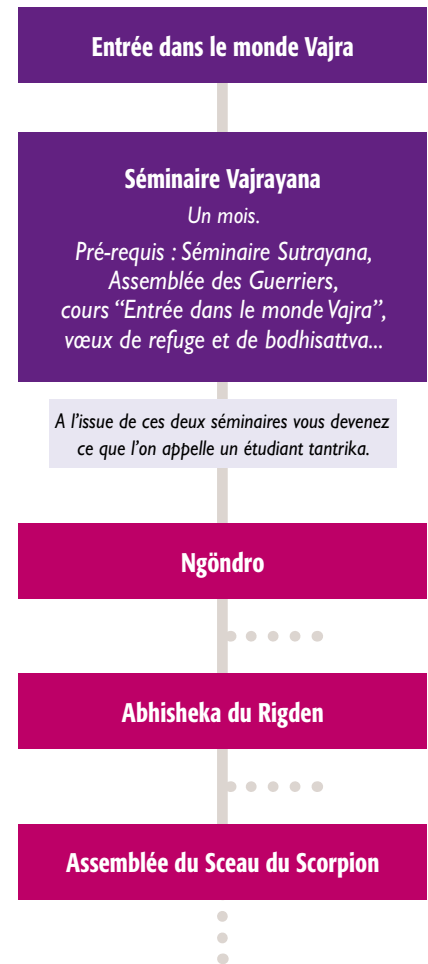 Entrée dans le monde Vajra
Séminaire Vajrayana
Un mois.
Pré-requis : Séminaire Sutrayana,
Assemblée des Guerriers,
cours “Entrée dans le monde Vajra”,
vœux de refuge et de bodhisattva...
A l’issue de ces deux séminaires vous devenez
ce que l’on appelle un étudiant tantrika.
Ngöndro
Abhisheka du Rigden
Assemblée du Sceau du Scorpion